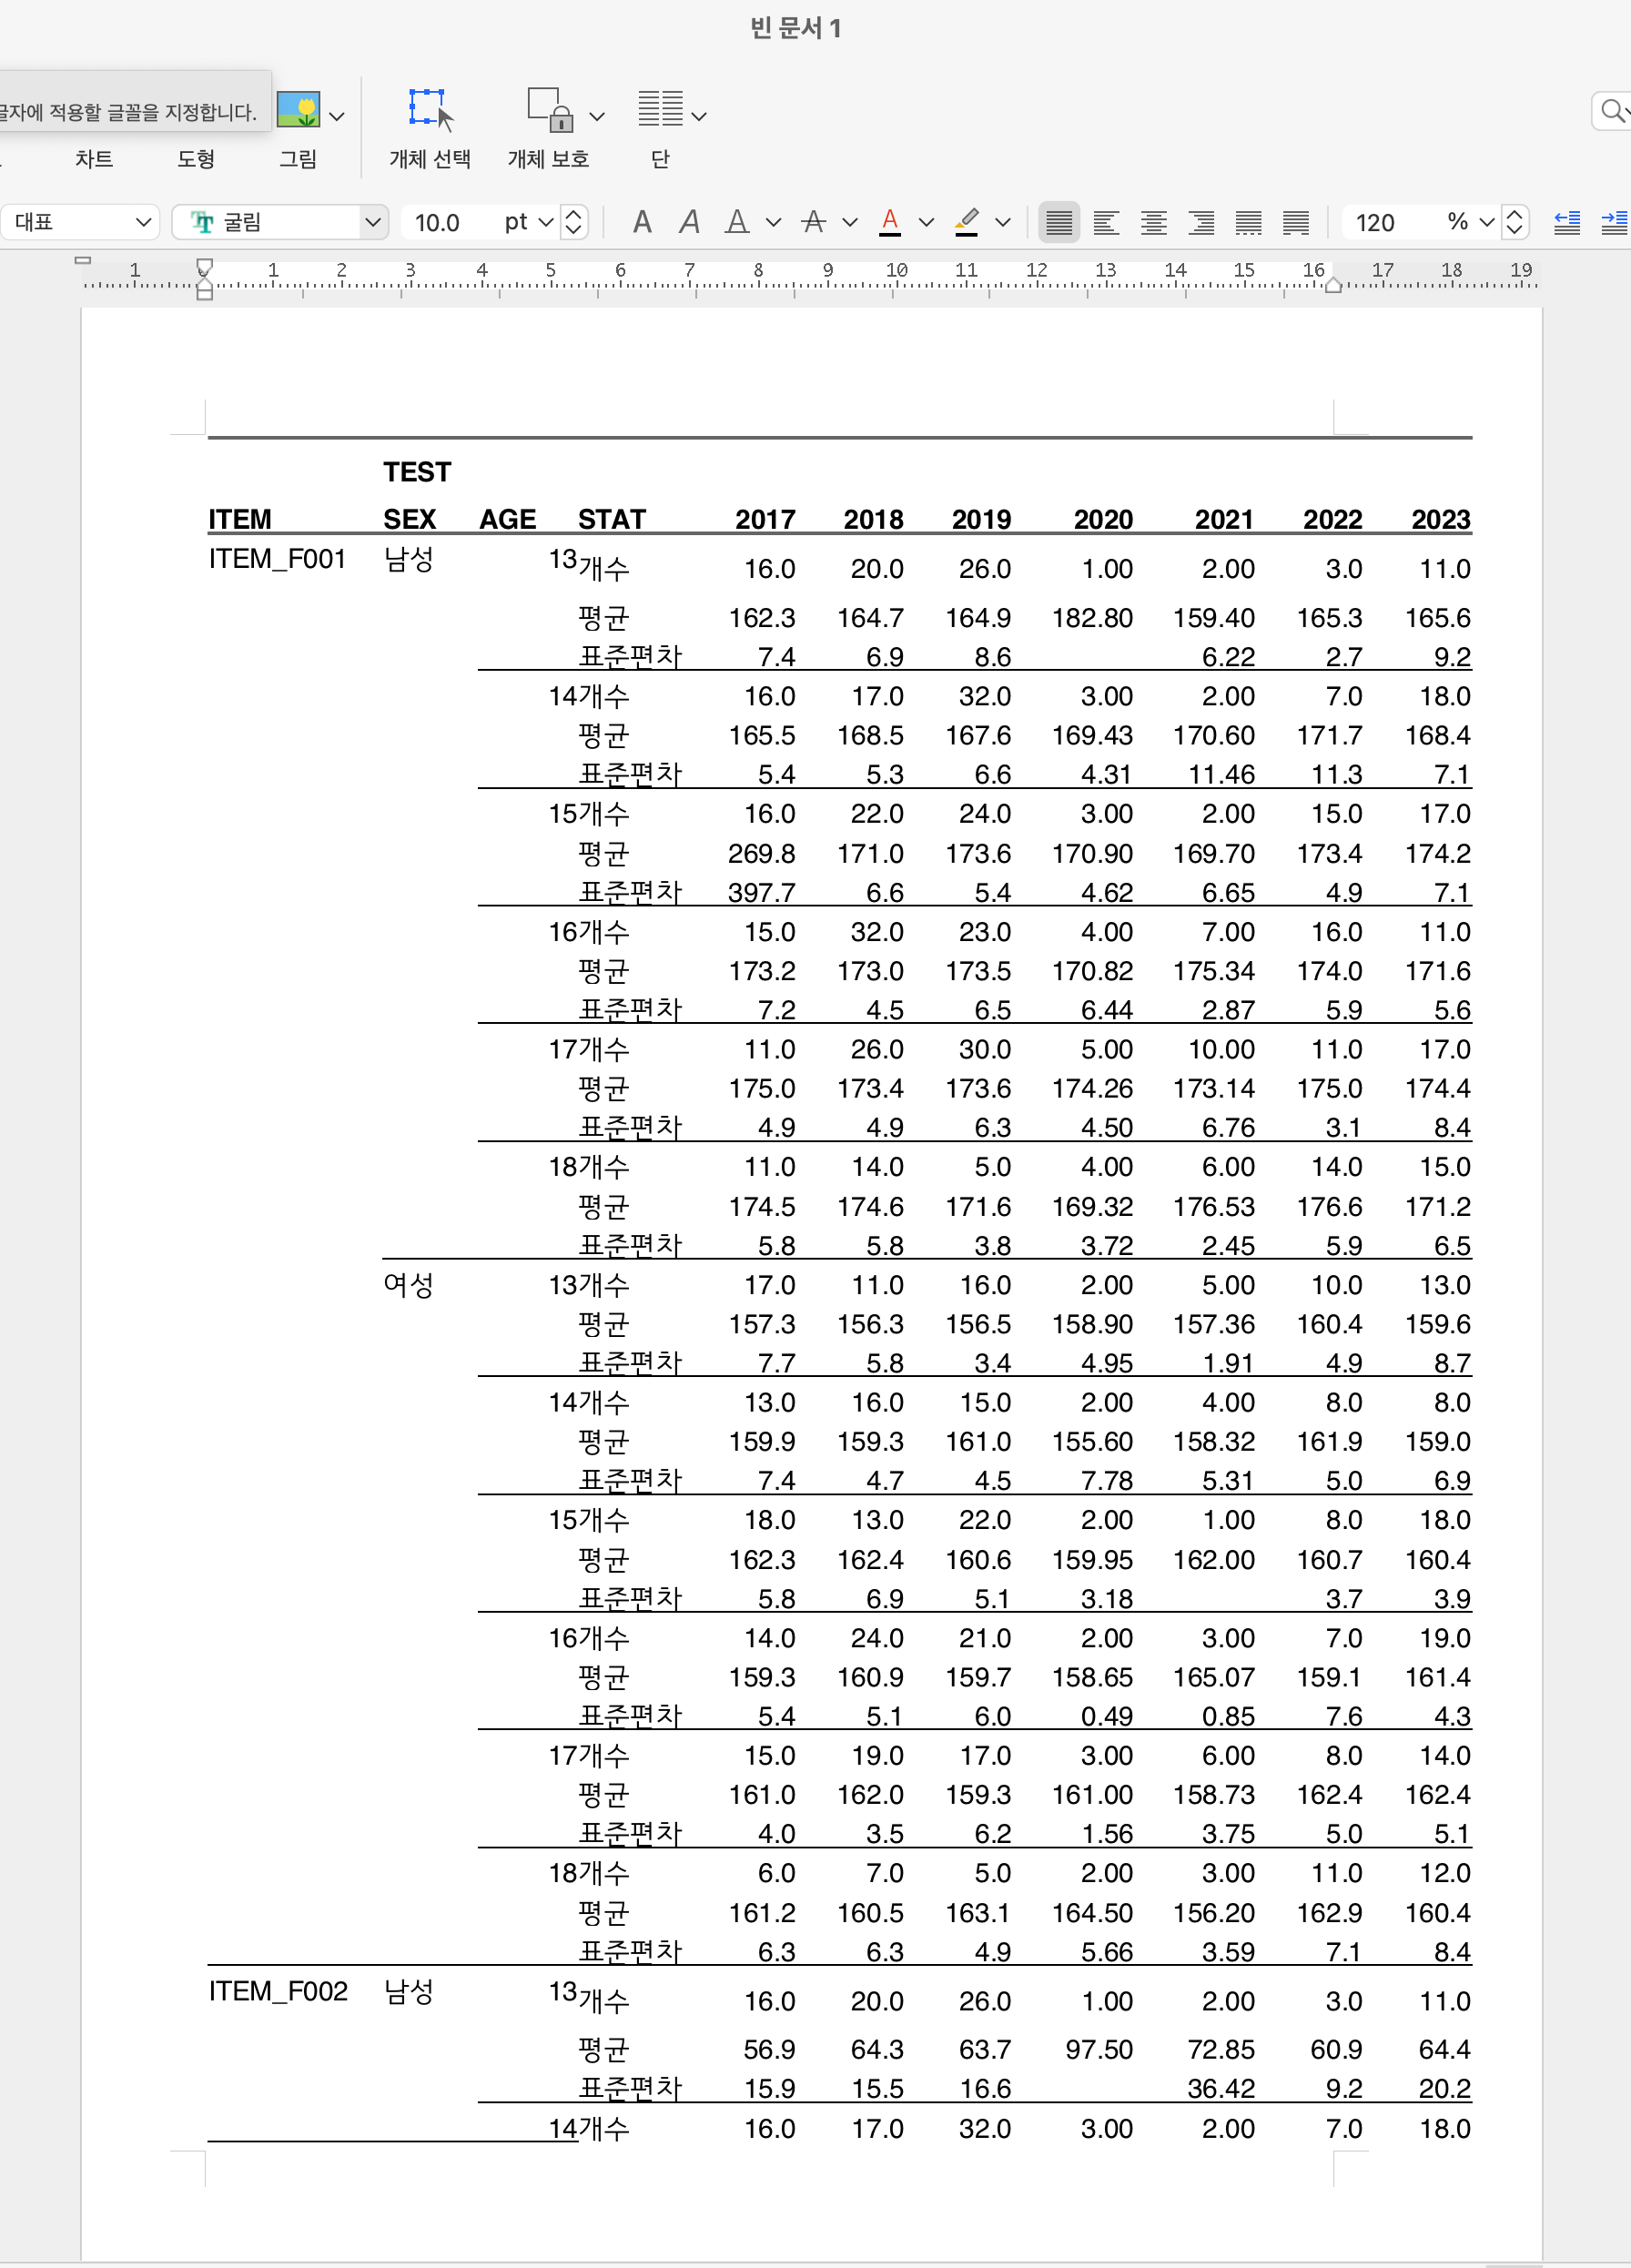 빈 문서 1
글자에 적용할 글꼴을 지정합니다.
차트 도형 그림 개체 선택 개체 보호 단
대표 굴림 10.0 pt 120 %
1 1 2 3 4 5 6 7 8 9 10 11 12 13 14 15 16 17 18 19
TEST
ITEM SEX AGE STAT 2017 2018 2019 2020 2021 2022 2023
ITEM_F001 남성 13 개수 16.0 20.0 26.0 1.00 2.00 3.0 11.0
평균 162.3 164.7 164.9 182.80 159.40 165.3 165.6
표준편차 7.4 6.9 8.6 6.22 2.7 9.2
14 개수 16.0 17.0 32.0 3.00 2.00 7.0 18.0
평균 165.5 168.5 167.6 169.43 170.60 171.7 168.4
표준편차 5.4 5.3 6.6 4.31 11.46 11.3 7.1
15 개수 16.0 22.0 24.0 3.00 2.00 15.0 17.0
평균 269.8 171.0 173.6 170.90 169.70 173.4 174.2
표준편차 397.7 6.6 5.4 4.62 6.65 4.9 7.1
16 개수 15.0 32.0 23.0 4.00 7.00 16.0 11.0
평균 173.2 173.0 173.5 170.82 175.34 174.0 171.6
표준편차 7.2 4.5 6.5 6.44 2.87 5.9 5.6
17 개수 11.0 26.0 30.0 5.00 10.00 11.0 17.0
평균 175.0 173.4 173.6 174.26 173.14 175.0 174.4
표준편차 4.9 4.9 6.3 4.50 6.76 3.1 8.4
18 개수 11.0 14.0 5.0 4.00 6.00 14.0 15.0
평균 174.5 174.6 171.6 169.32 176.53 176.6 171.2
표준편차 5.8 5.8 3.8 3.72 2.45 5.9 6.5
여성 13 개수 17.0 11.0 16.0 2.00 5.00 10.0 13.0
평균 157.3 156.3 156.5 158.90 157.36 160.4 159.6
표준편차 7.7 5.8 3.4 4.95 1.91 4.9 8.7
14 개수 13.0 16.0 15.0 2.00 4.00 8.0 8.0
평균 159.9 159.3 161.0 155.60 158.32 161.9 159.0
표준편차 7.4 4.7 4.5 7.78 5.31 5.0 6.9
15 개수 18.0 13.0 22.0 2.00 1.00 8.0 18.0
평균 162.3 162.4 160.6 159.95 162.00 160.7 160.4
표준편차 5.8 6.9 5.1 3.18 3.7 3.9
16 개수 14.0 24.0 21.0 2.00 3.00 7.0 19.0
평균 159.3 160.9 159.7 158.65 165.07 159.1 161.4
표준편차 5.4 5.1 6.0 0.49 0.85 7.6 4.3
17 개수 15.0 19.0 17.0 3.00 6.00 8.0 14.0
평균 161.0 162.0 159.3 161.00 158.73 162.4 162.4
표준편차 4.0 3.5 6.2 1.56 3.75 5.0 5.1
18 개수 6.0 7.0 5.0 2.00 3.00 11.0 12.0
평균 161.2 160.5 163.1 164.50 156.20 162.9 160.4
표준편차 6.3 6.3 4.9 5.66 3.59 7.1 8.4
ITEM_F002 남성 13 개수 16.0 20.0 26.0 1.00 2.00 3.0 11.0
평균 56.9 64.3 63.7 97.50 72.85 60.9 64.4
표준편차 15.9 15.5 16.6 36.42 9.2 20.2
14 개수 16.0 17.0 32.0 3.00 2.00 7.0 18.0